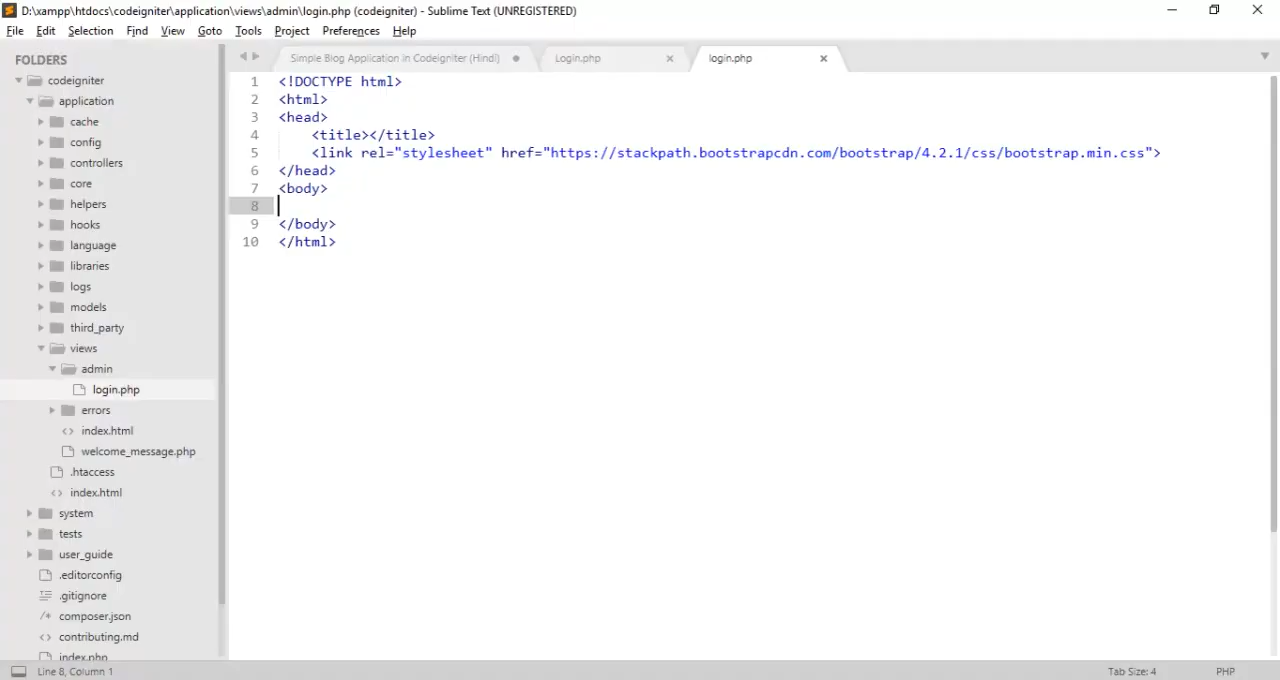 D:\xampp\htdocs\codeigniter\application\views\admin\login.php (codeigniter) - Sublime Text (UNREGISTERED)
File Edit Selection Find View Goto Tools Project Preferences Help
FOLDERS
codeigniter
application
cache
config
controllers
core
helpers
hooks
language
libraries
logs
models
third_party
views
admin
login.php
errors
index.html
welcome_message.php
.htaccess
index.html
system
tests
user_guide
.editorconfig
.gitignore
composer.json
contributing.md
index.php
Simple Blog Application in Codeigniter (Hindi) Login.php login.php
1 <!DOCTYPE html>
2 <html>
3 <head>
4 <title></title>
5 <link rel="stylesheet" href="https://stackpath.bootstrapcdn.com/bootstrap/4.2.1/css/bootstrap.min.css">
6 </head>
7 <body>
8
9 </body>
10 </html>
Line 8, Column 1 Tab Size: 4 PHP